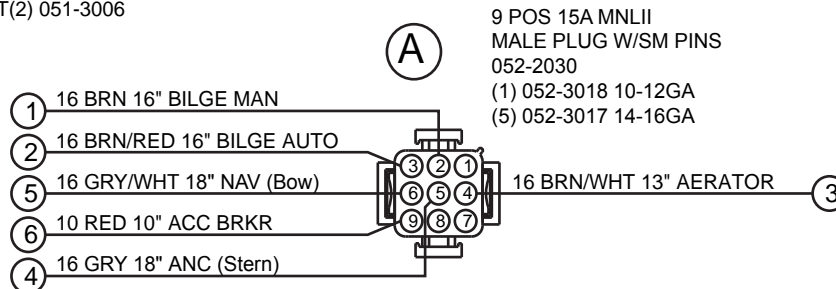 T(2) 051-3006
A
9 POS 15A MNLII
MALE PLUG W/SM PINS
052-2030
(1) 052-3018 10-12GA
(5) 052-3017 14-16GA
1 16 BRN 16" BILGE MAN
2 16 BRN/RED 16" BILGE AUTO
5 16 GRY/WHT 18" NAV (Bow)
6 10 RED 10" ACC BRKR
4 16 GRY 18" ANC (Stern)
3 2 1
6 5 4
9 8 7
16 BRN/WHT 13" AERATOR 3